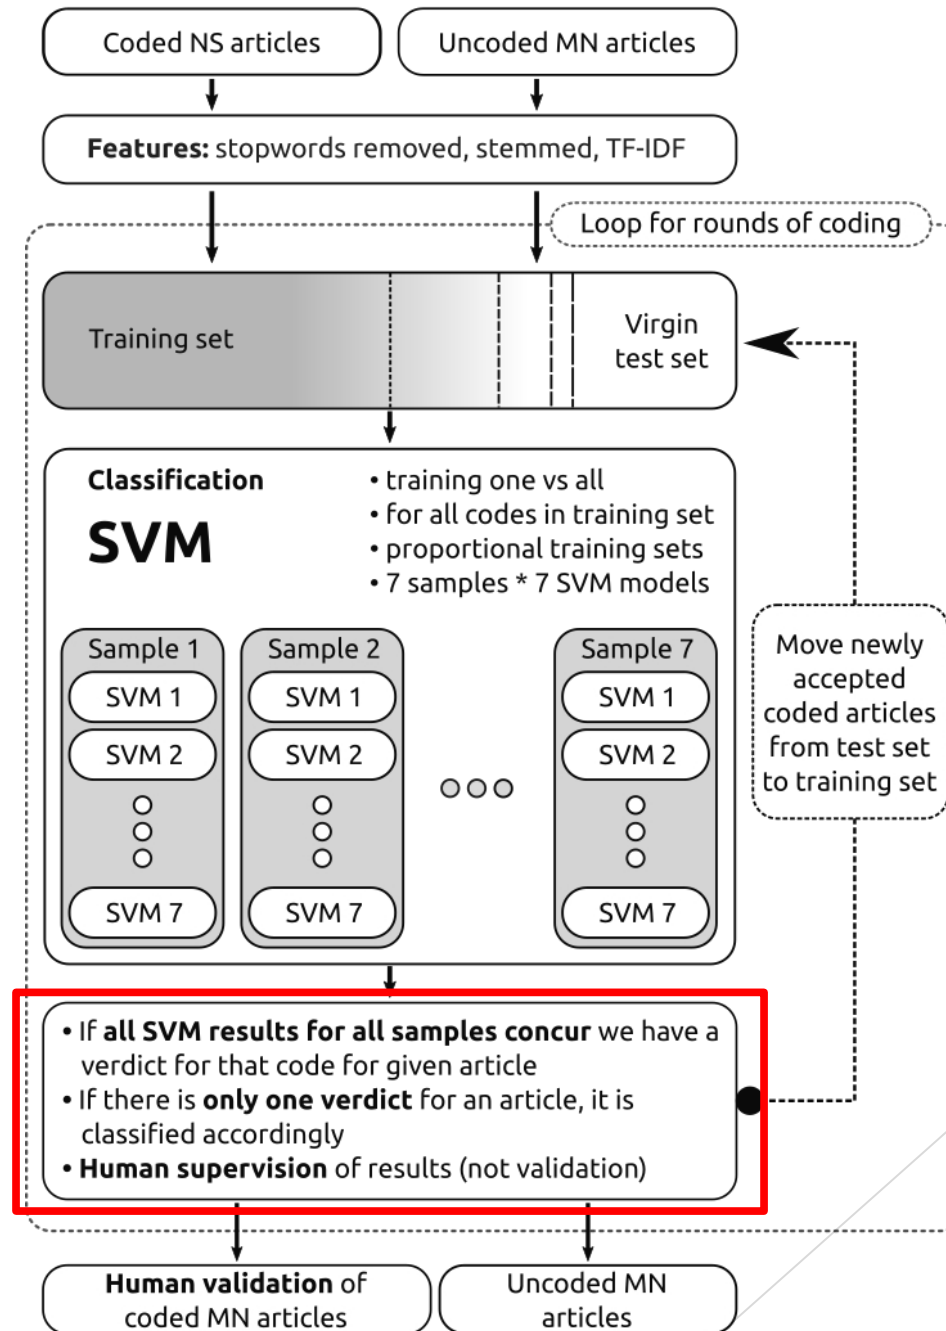 Coded NS articles
Uncoded MN articles
Features: stopwords removed, stemmed, TF-IDF
Loop for rounds of coding
Training set
Virgin
test set
Classification
SVM
• training one vs all
• for all codes in training set
• proportional training sets
• 7 samples * 7 SVM models
Sample 1
SVM 1
SVM 2
SVM 7
Sample 2
SVM 1
SVM 2
SVM 7
Sample 7
SVM 1
SVM 2
SVM 7
Move newly
accepted
coded articles
from test set
to training set
• If all SVM results for all samples concur we have a
verdict for that code for given article
• If there is only one verdict for an article, it is
classified accordingly
• Human supervision of results (not validation)
Human validation of
coded MN articles
Uncoded MN
articles